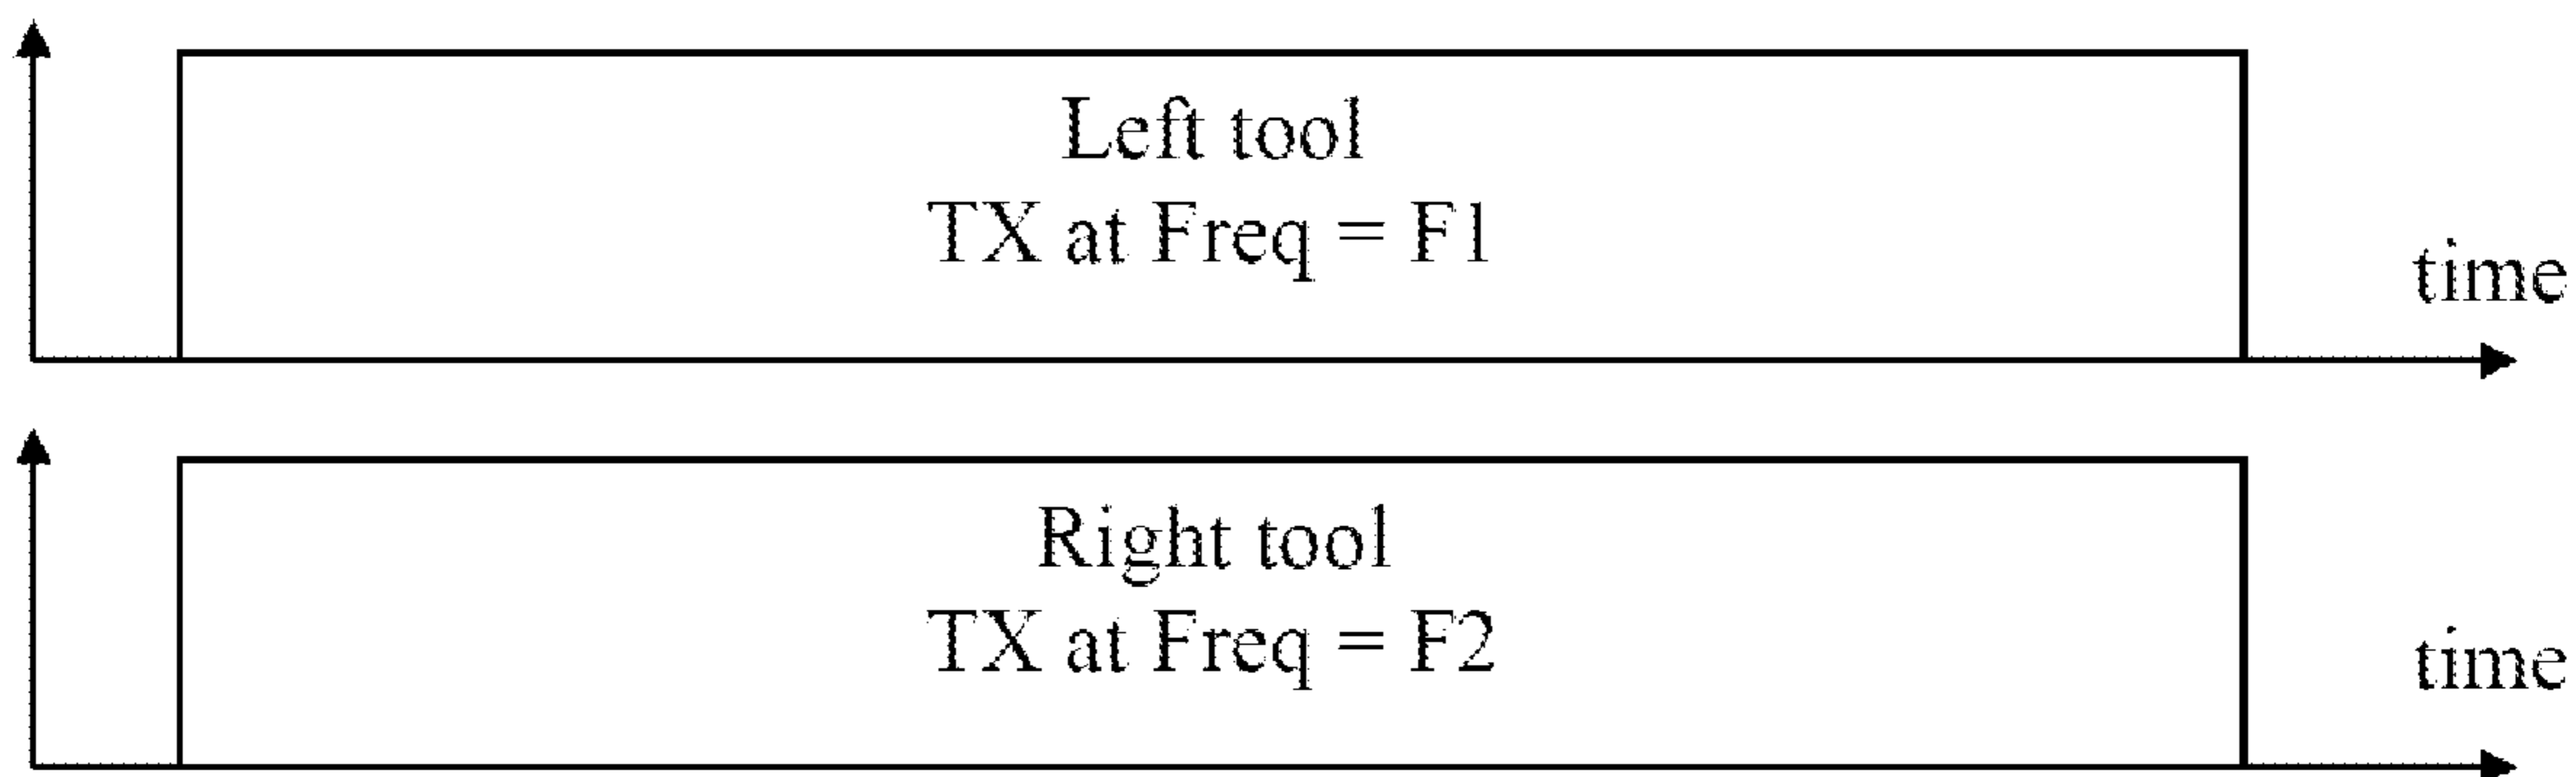 Left tool
TX at Freq = F1
time
Right tool
TX at Freq = F2
time